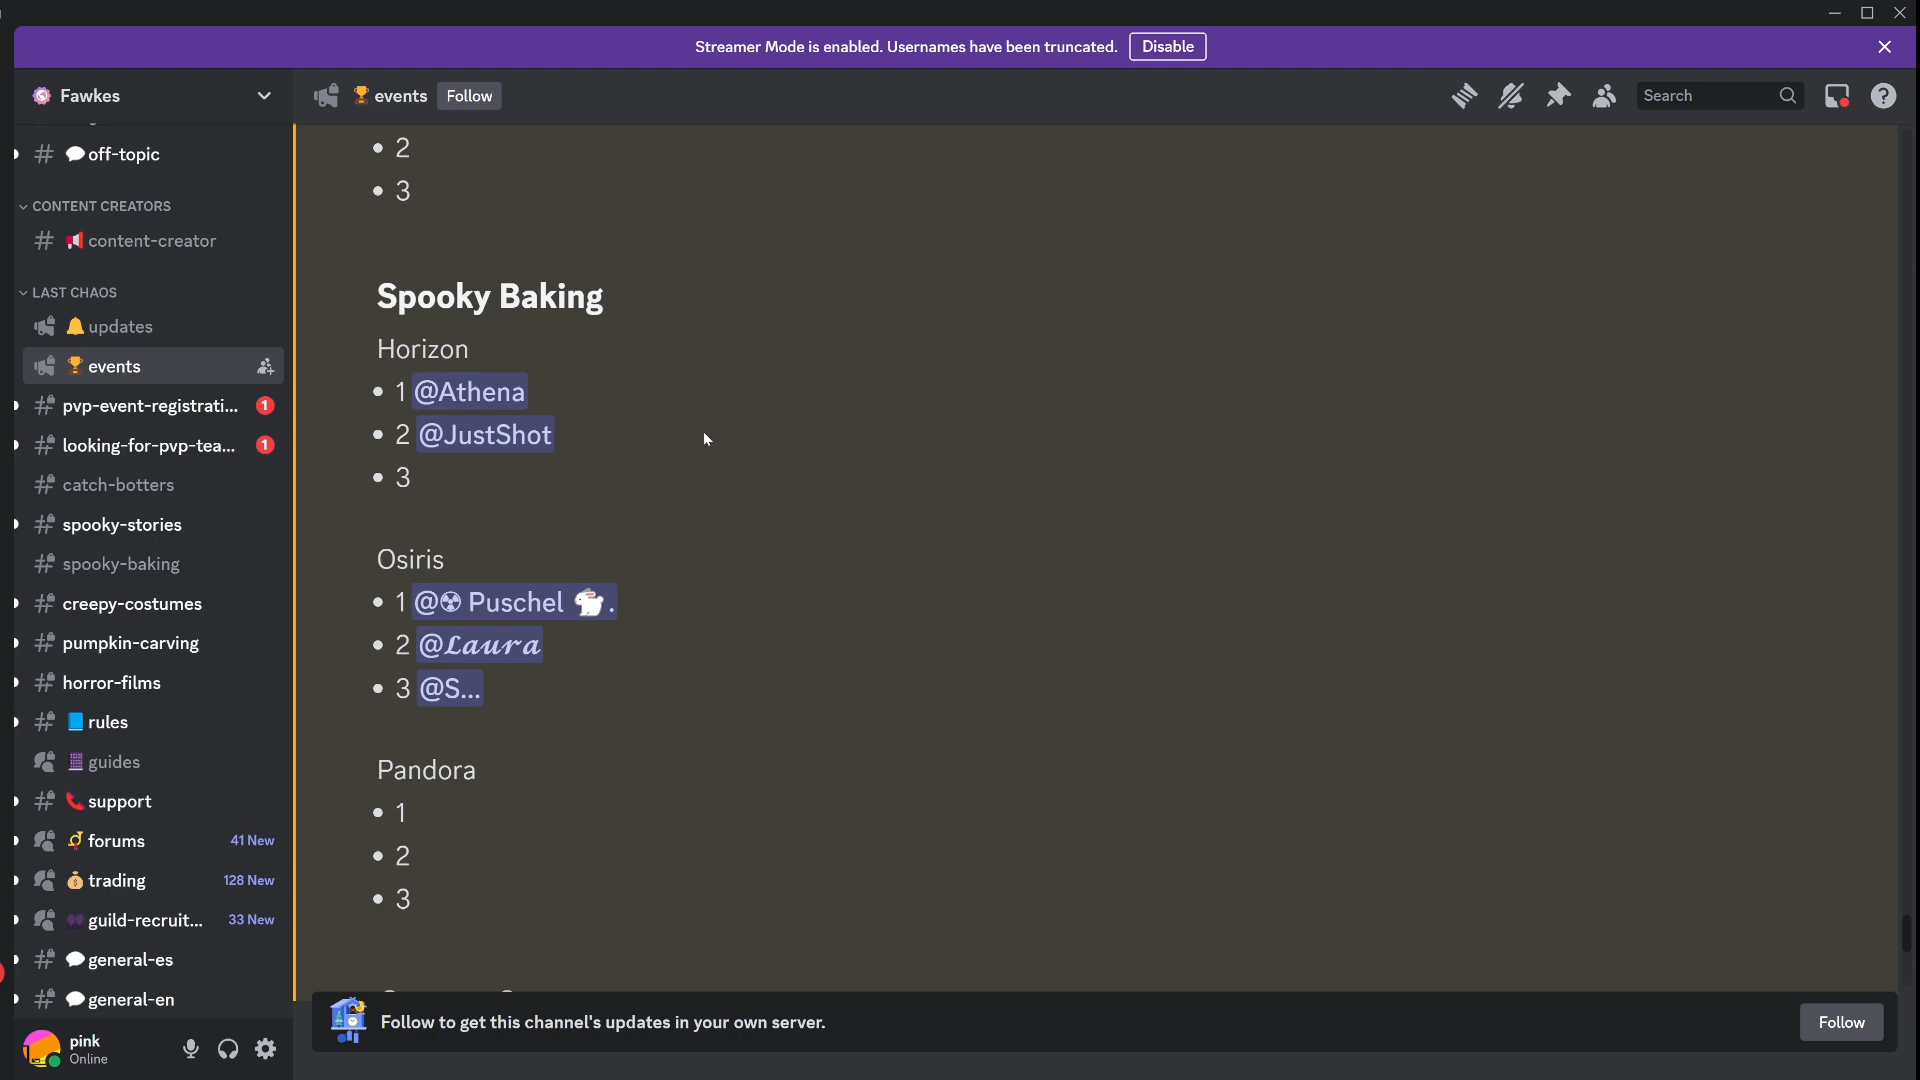 Streamer Mode is enabled. Usernames have been truncated. Disable
Fawkes
events Follow
Search
off-topic
CONTENT CREATORS
content-creator
LAST CHAOS
updates
events
pvp-event-registrati... 1
looking-for-pvp-tea... 1
catch-botters
spooky-stories
spooky-baking
creepy-costumes
pumpkin-carving
horror-films
rules
guides
support
forums 41 New
trading 128 New
guild-recruit... 33 New
general-es
general-en
pink
Online
• 2
• 3
Spooky Baking
Horizon
• 1 @Athena
• 2 @JustShot
• 3
Osiris
• 1 @☢ Puschel 🐇.
• 2 @𝓛𝓪𝓾𝓻𝓪
• 3 @S...
Pandora
• 1
• 2
• 3
Follow to get this channel's updates in your own server. Follow